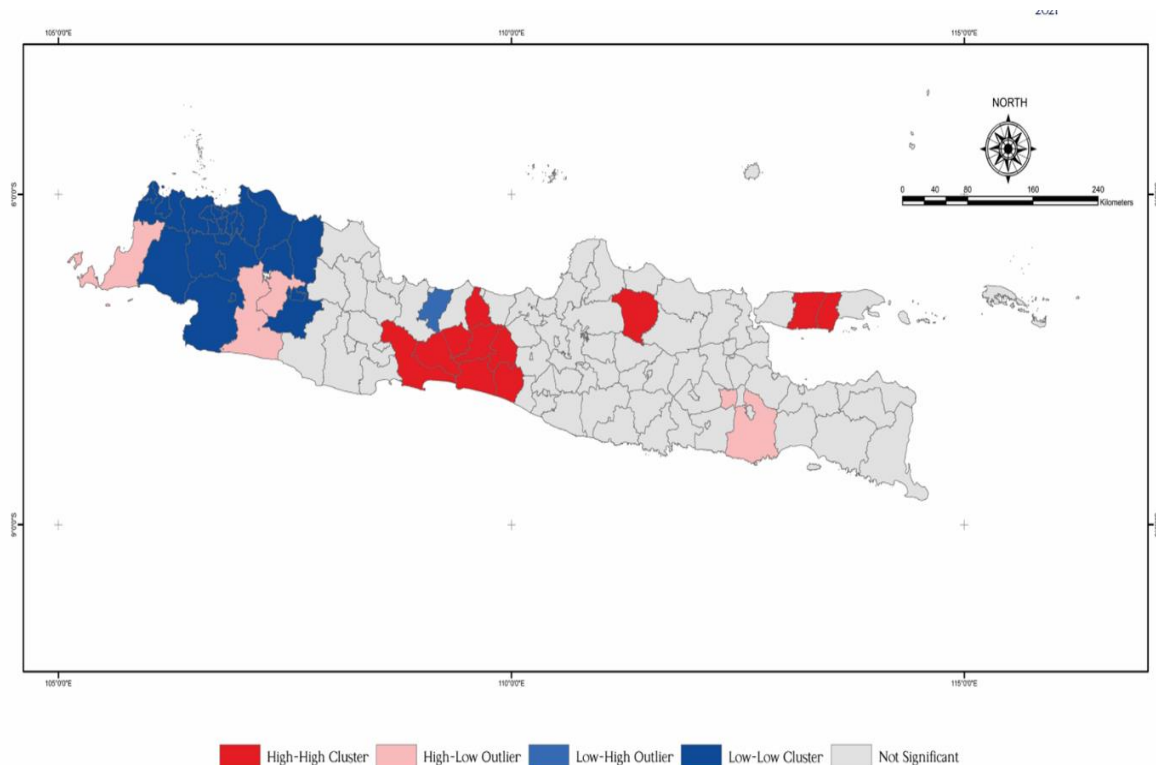 2021
105°0'0"E 110°0'0"E 115°0'0"E
NORTH
0 40 80 160 240
Kilometers
6°0'0"S
9°0'0"S
105°0'0"E 110°0'0"E 115°0'0"E
High-High Cluster High-Low Outlier Low-High Outlier Low-Low Cluster Not Significant